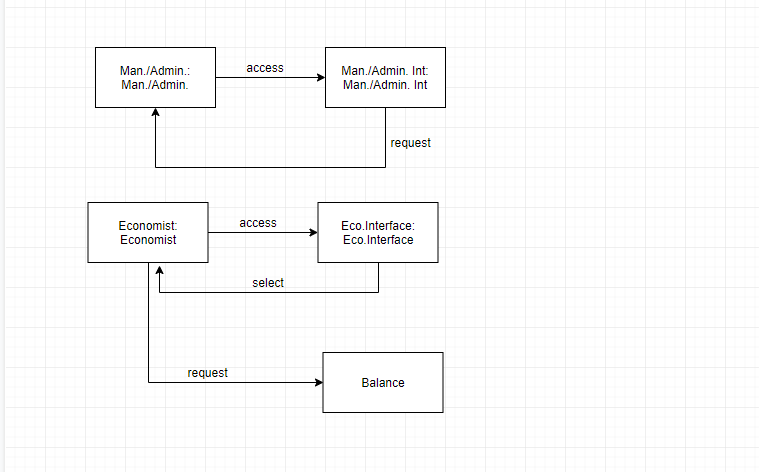 Man./Admin.:
Man./Admin.
access
Man./Admin. Int:
Man./Admin. Int
request
Economist:
Economist
access
Eco.Interface:
Eco.Interface
select
request
Balance